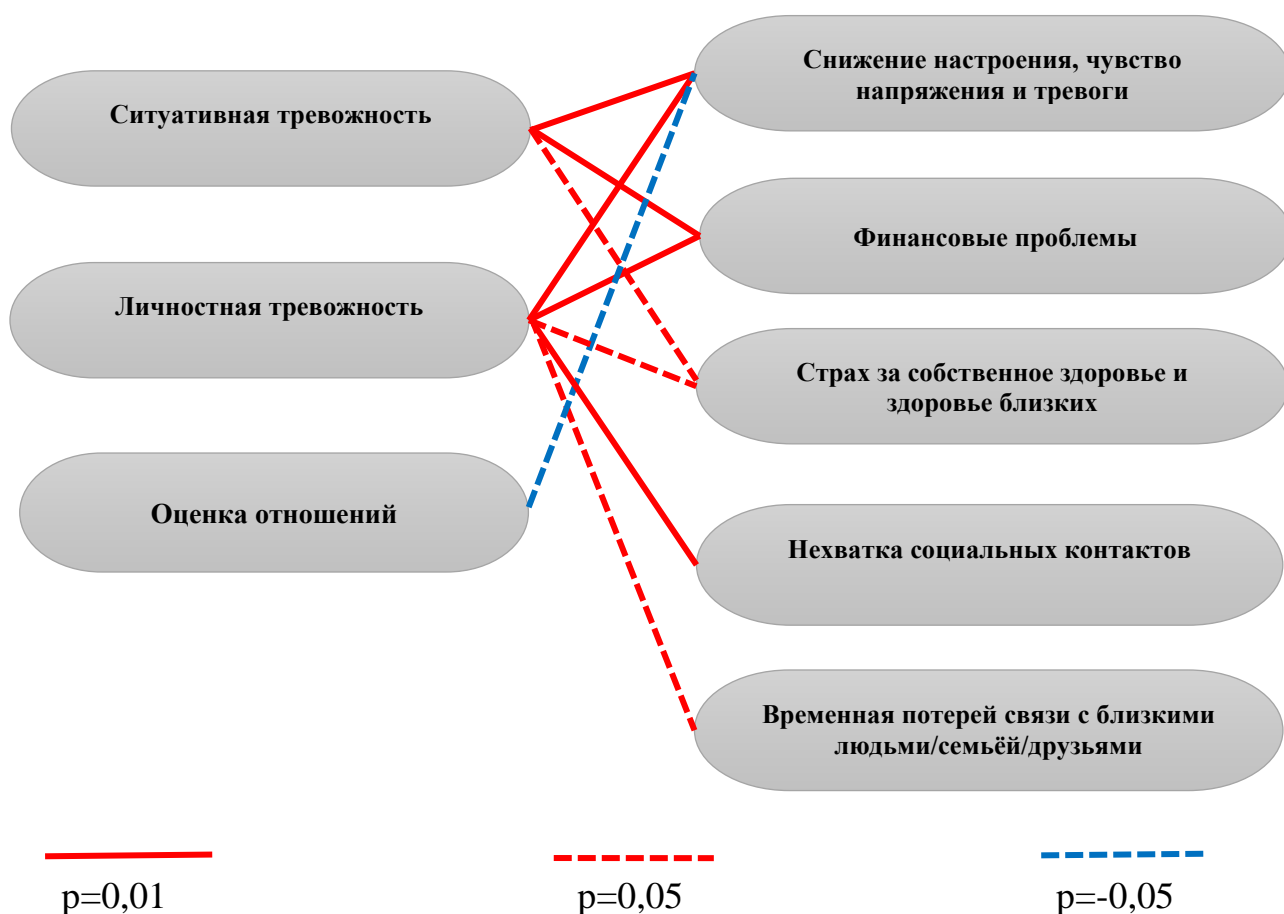 Ситуативная тревожность
Личностная тревожность
Оценка отношений
Снижение настроения, чувство
напряжения и тревоги
Финансовые проблемы
Страх за собственное здоровье и
здоровье близких
Нехватка социальных контактов
Временная потерей связи с близкими
людьми/семьёй/друзьями
p=0,01
p=0,05
p=-0,05